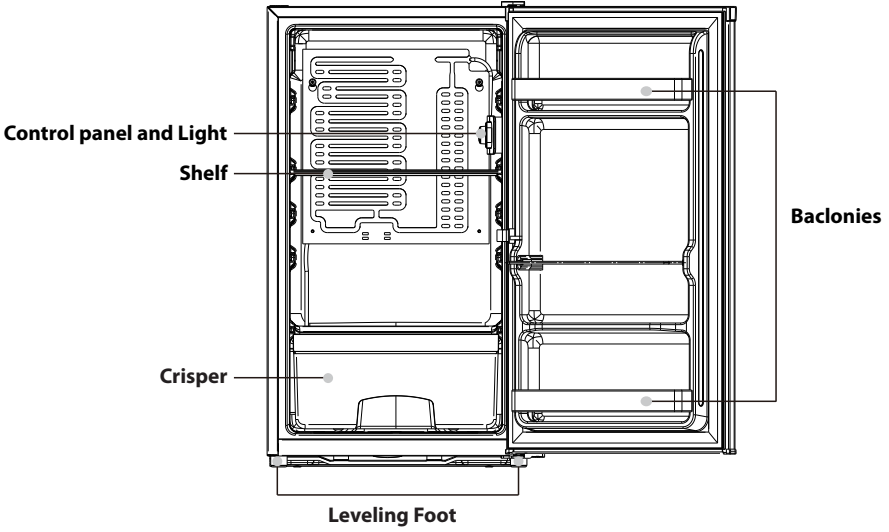 Control panel and Light
Shelf
Baclonies
Crisper
Leveling Foot